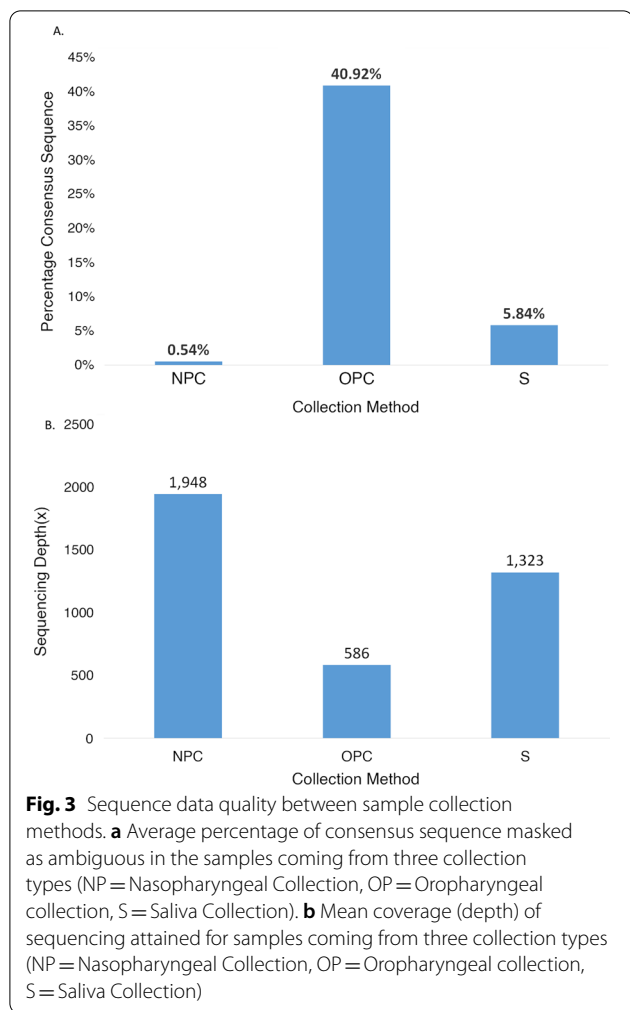 A.
45%
40%
35%
30%
25%
20%
15%
10%
5%
0%
Percentage Consensus Sequence
0.54%
40.92%
5.84%
NPC OPC S
Collection Method
B.
2500
2000
1500
1000
500
0
Sequencing Depth(x)
1,948
586
1,323
NPC OPC S
Collection Method
Fig. 3 Sequence data quality between sample collection
methods. a Average percentage of consensus sequence masked
as ambiguous in the samples coming from three collection
types (NP = Nasopharyngeal Collection, OP = Oropharyngeal
collection, S = Saliva Collection). b Mean coverage (depth) of
sequencing attained for samples coming from three collection types
(NP = Nasopharyngeal Collection, OP = Oropharyngeal collection,
S = Saliva Collection)